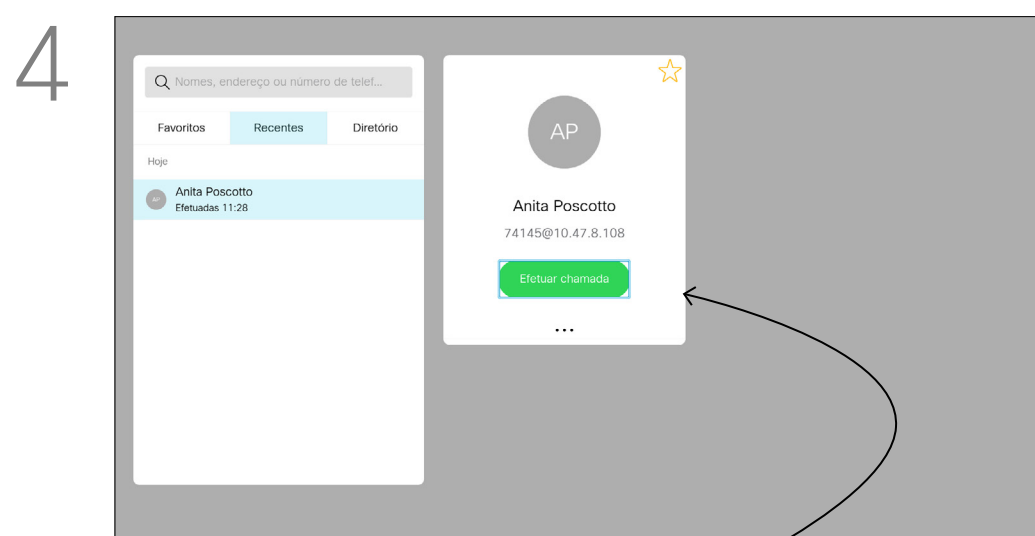 4
Nomes, endereço ou número de telef...
Favoritos Recentes Diretório
Hoje
AP Anita Poscotto
Efetuadas 11:28
AP
Anita Poscotto
74145@10.47.8.108
Efetuar chamada
...